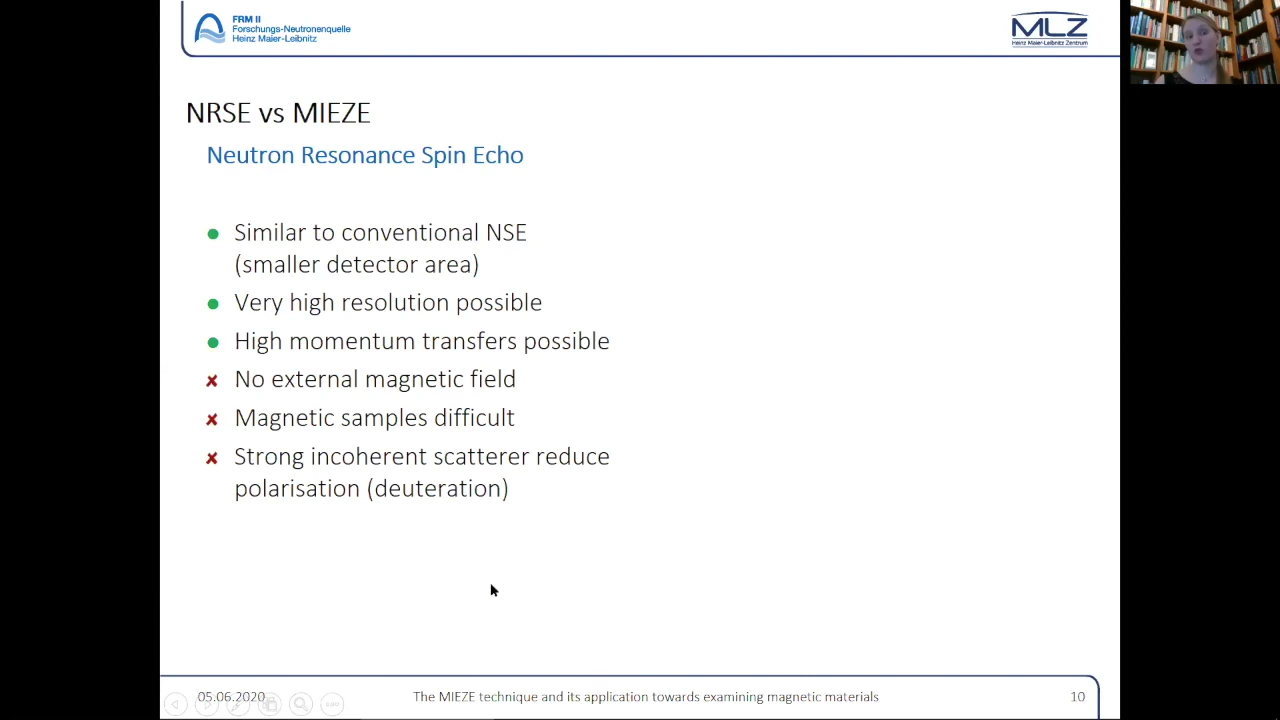 FRM II
Forschungs-Neutronenquelle
Heinz Maier-Leibnitz
MLZ
Heinz Maier-Leibnitz Zentrum
NRSE vs MIEZE
Neutron Resonance Spin Echo
Similar to conventional NSE
(smaller detector area)
Very high resolution possible
High momentum transfers possible
No external magnetic field
Magnetic samples difficult
Strong incoherent scatterer reduce
polarisation (deuteration)
05.06.2020
The MIEZE technique and its application towards examining magnetic materials
10